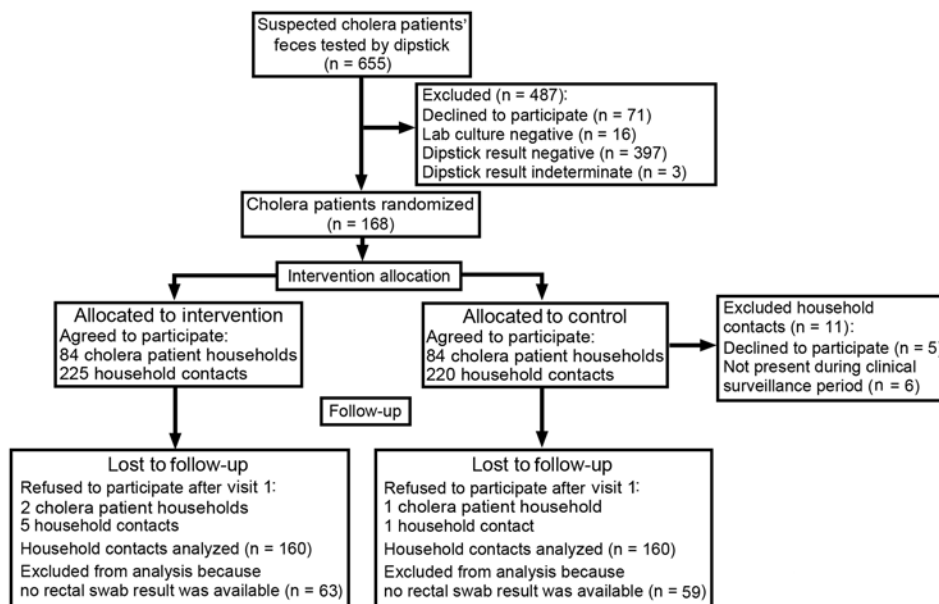 Suspected cholera patients'
feces tested by dipstick
(n = 655)
Excluded (n = 487):
Declined to participate (n = 71)
Lab culture negative (n = 16)
Dipstick result negative (n = 397)
Dipstick result indeterminate (n = 3)
Cholera patients randomized
(n = 168)
Intervention allocation
Allocated to intervention
Agreed to participate:
84 cholera patient households
225 household contacts
Allocated to control
Agreed to participate:
84 cholera patient households
220 household contacts
Excluded household
contacts (n = 11):
Declined to participate (n = 5)
Not present during clinical
surveillance period (n = 6)
Follow-up
Lost to follow-up
Refused to participate after visit 1:
2 cholera patient households
5 household contacts
Household contacts analyzed (n = 160)
Excluded from analysis because
no rectal swab result was available (n = 63)
Lost to follow-up
Refused to participate after visit 1:
1 cholera patient household
1 household contact
Household contacts analyzed (n = 160)
Excluded from analysis because
no rectal swab result was available (n = 59)